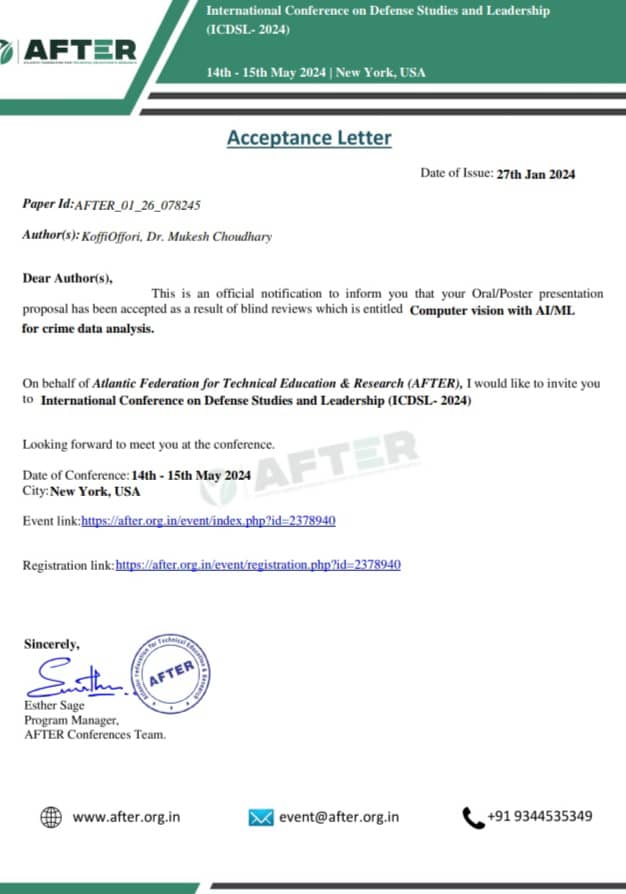 International Conference on Defense Studies and Leadership
(ICDSL- 2024)
AFTER
14th - 15th May 2024 | New York, USA
Acceptance Letter
Date of Issue: 27th Jan 2024
Paper Id:AFTER_01_26_078245
Author(s): KoffiOffori, Dr. Mukesh Choudhary
Dear Author(s),
This is an official notification to inform you that your Oral/Poster presentation
proposal has been accepted as a result of blind reviews which is entitled Computer vision with AI/ML
for crime data analysis.
On behalf of Atlantic Federation for Technical Education & Research (AFTER), I would like to invite you
to International Conference on Defense Studies and Leadership (ICDSL- 2024)
Looking forward to meet you at the conference.
AFTER
Date of Conference: 14th - 15th May 2024
City:New York, USA
Event link:https://after.org.in/event/index.php?id=2378940
Registration link:https://after.org.in/event/registration.php?id=2378940
Sincerely,
Atlantic Federation for Technical Education & Research
AFTER
Esther Sage
Program Manager,
AFTER Conferences Team.
www.after.org.in
event@after.org.in
+91 9344535349